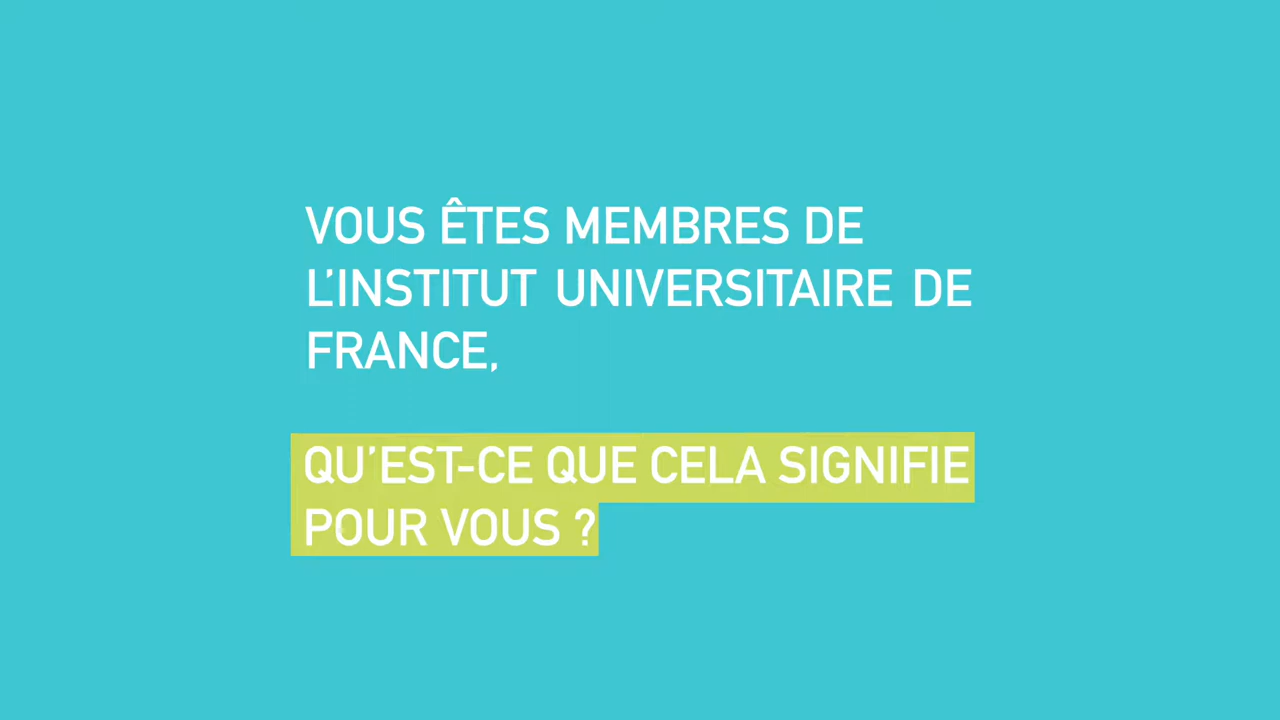 VOUS ÊTES MEMBRES DE
L’INSTITUT UNIVERSITAIRE DE
FRANCE,
QU’EST-CE QUE CELA SIGNIFIE
POUR VOUS ?